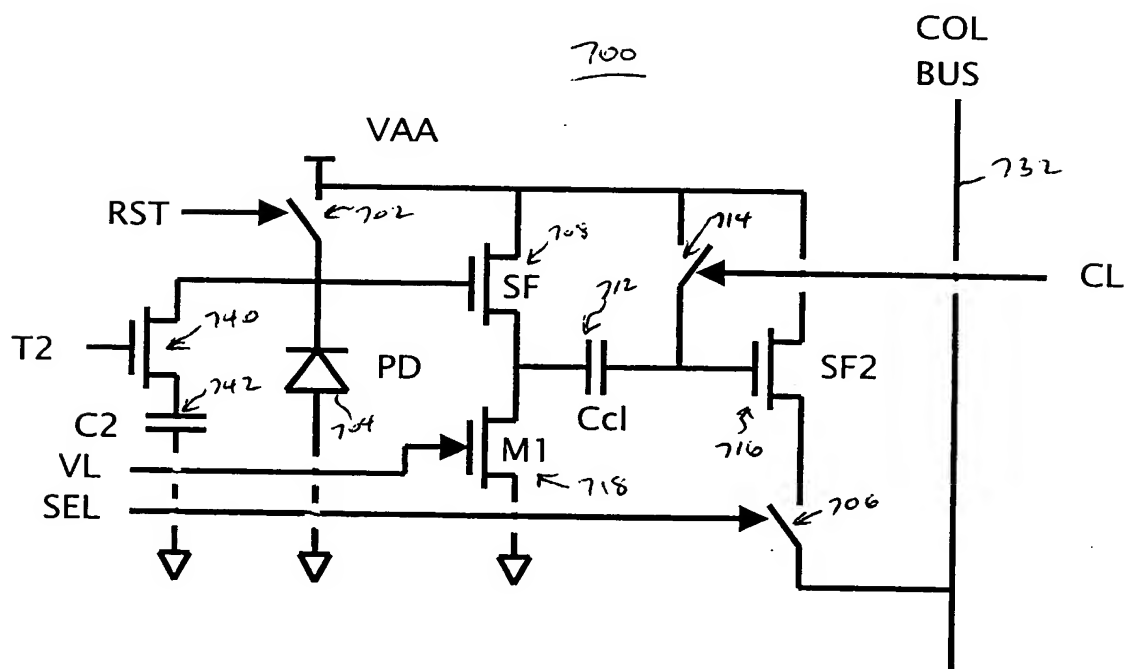 700
COL
BUS
VAA
732
RST
702
714
708
SF
712
CL
740
T2
PD
SF2
742
C2
704
Ccl
716
M1
VL
718
SEL
706